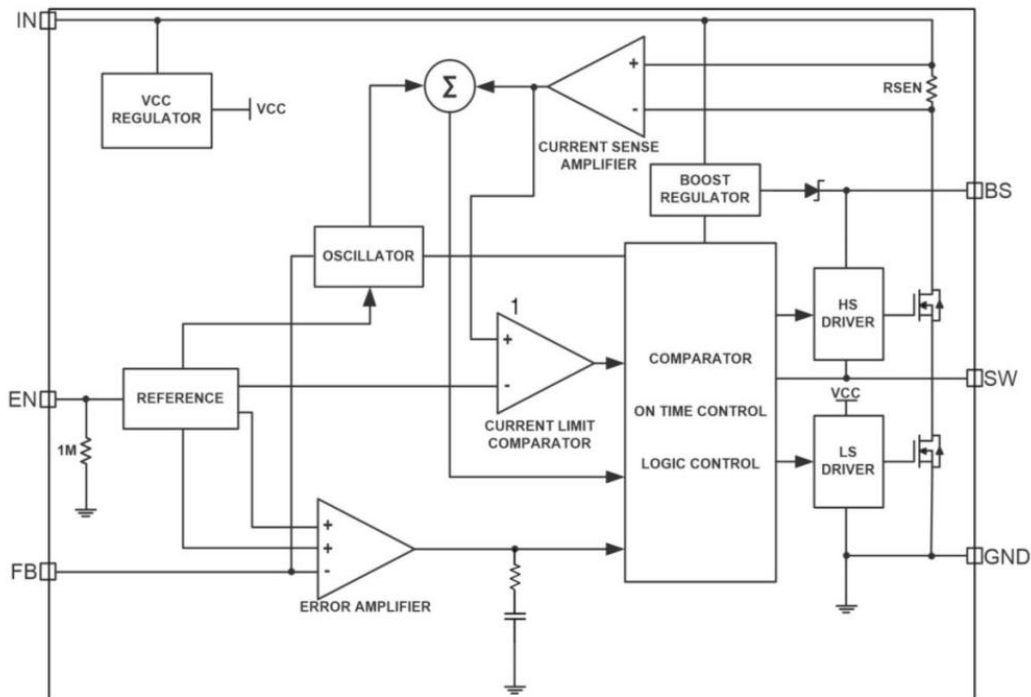 IN
VCC
REGULATOR
VCC
Σ
+
-
CURRENT SENSE
AMPLIFIER
RSEN
BOOST
REGULATOR
BS
OSCILLATOR
HS
DRIVER
1
+
-
CURRENT LIMIT
COMPARATOR
COMPARATOR
ON TIME CONTROL
LOGIC CONTROL
SW
VCC
LS
DRIVER
EN
REFERENCE
1M
FB
+
+
-
ERROR AMPLIFIER
GND